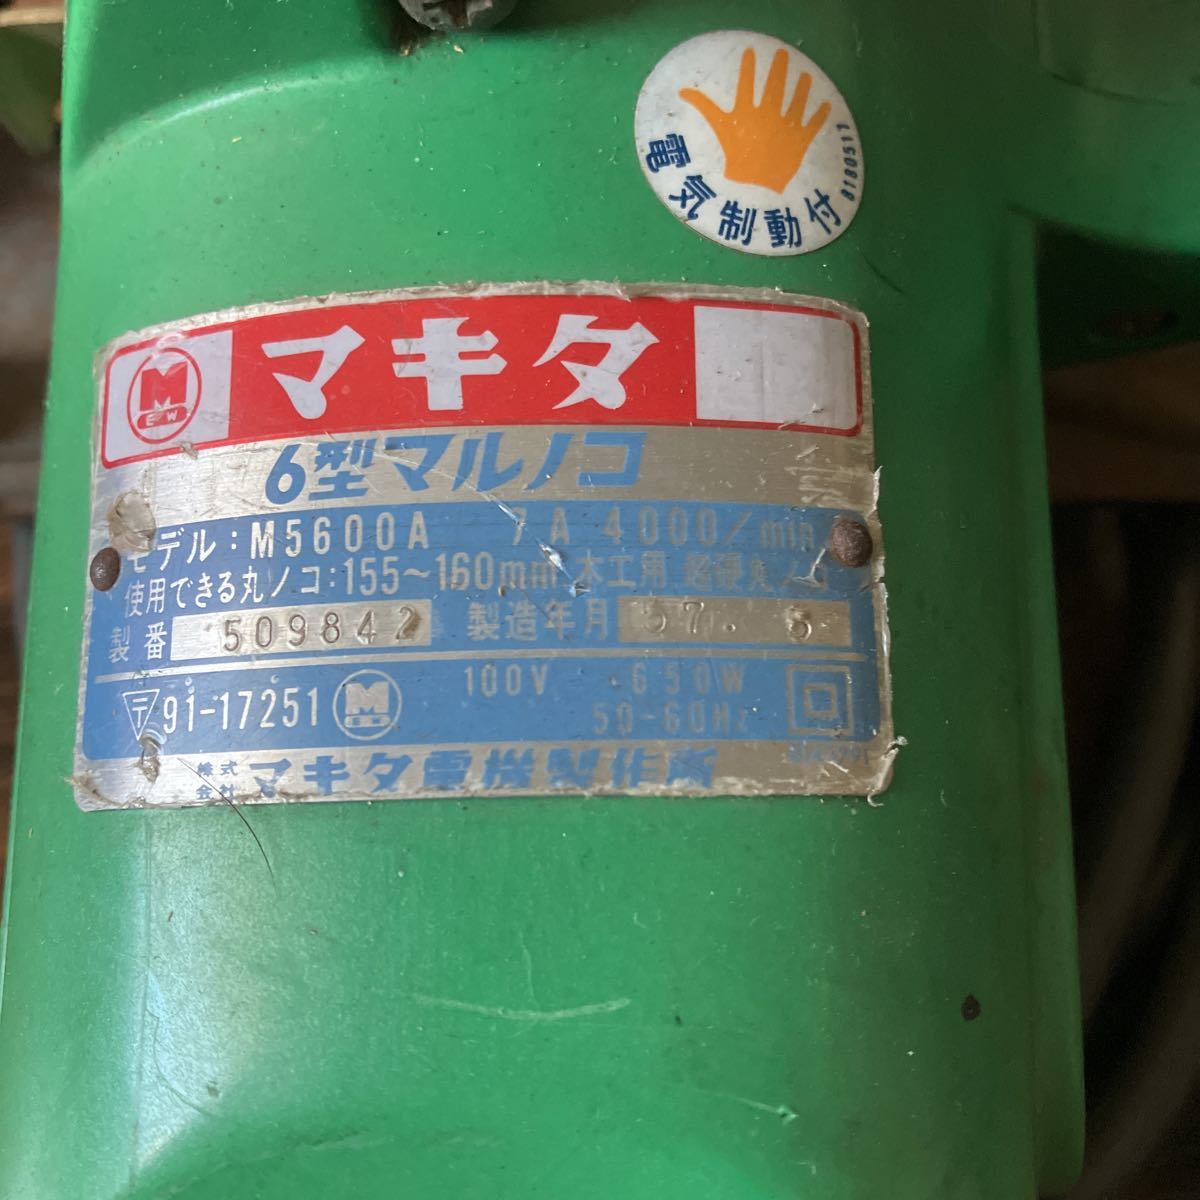 電気制動付
8180511
マキタ
M
EW
6型マルノコ
モデル:M5600A 7A 4000/min
使用できる丸ノコ:155~160mm 木工用 超硬丸ノコ
製番 509842 製造年月 57. 5
〒 91-17251 M 100V 650W
50-60Hz
株式会社 マキタ電機製作所